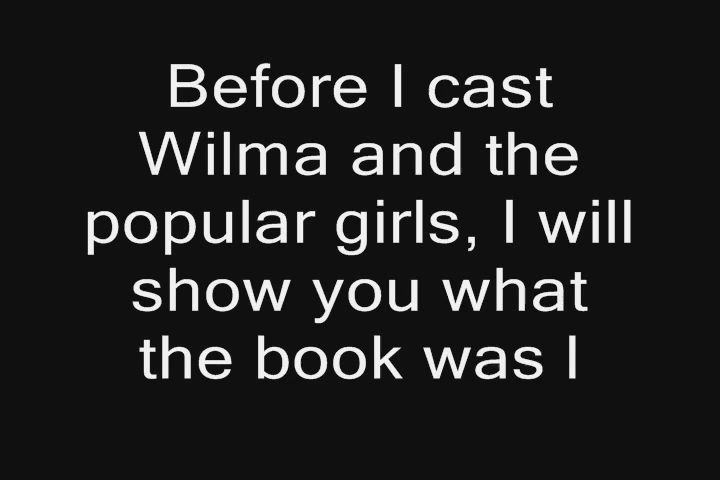 Before I cast
Wilma and the
popular girls, I will
show you what
the book was I